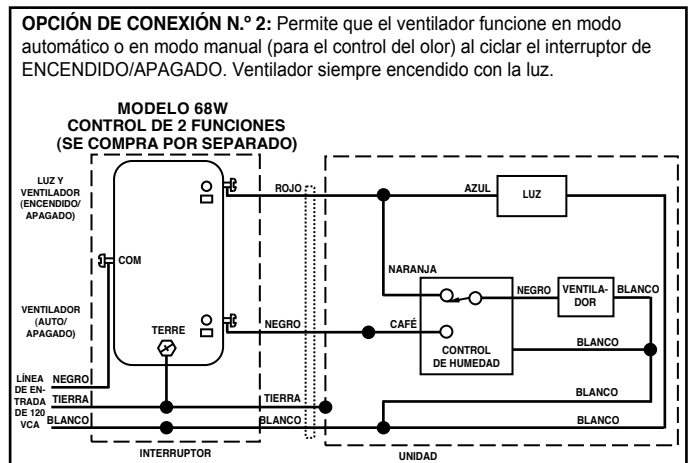 OPCIÓN DE CONEXIÓN N.º 2: Permite que el ventilador funcione en modo
automático o en modo manual (para el control del olor) al ciclar el interruptor de
ENCENDIDO/APAGADO. Ventilador siempre encendido con la luz.
MODELO 68W
CONTROL DE 2 FUNCIONES
(SE COMPRA POR SEPARADO)
LUZ Y
VENTILADOR
(ENCENDIDO/
APAGADO)
ROJO
AZUL
LUZ
COM
NARANJA
NEGRO
VENTILA-
DOR
BLANCO
VENTILADOR
(AUTO/
APAGADO)
TERRE
NEGRO
CAFÉ
CONTROL
DE HUMEDAD
BLANCO
LÍNEA
DE EN-
TRADA
DE 120
VCA
NEGRO
TIERRA
BLANCO
TIERRA
BLANCO
BLANCO
BLANCO
INTERRUPTOR
UNIDAD